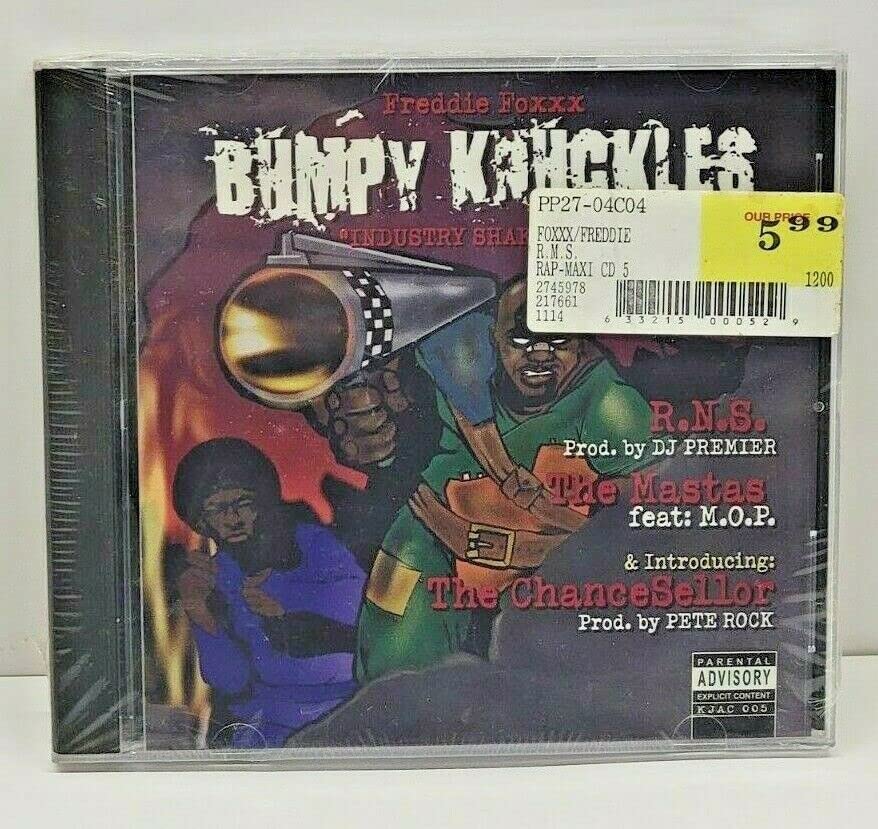 Freddie Foxxx
BUMPY KNUCKLES
"INDUSTRY SHA
PP27-04C04
OUR PRICE
5.99
FOXXX/FREDDIE
R.M.S.
RAP-MAXI CD 5
2745978
217661
1114
1200
6 33215 00052 9
R.N.S.
Prod. by DJ PREMIER
The Mastas
feat: M.O.P.
& Introducing:
The ChanceSellor
Prod. by PETE ROCK
PARENTAL
ADVISORY
EXPLICIT CONTENT
KJAC 005